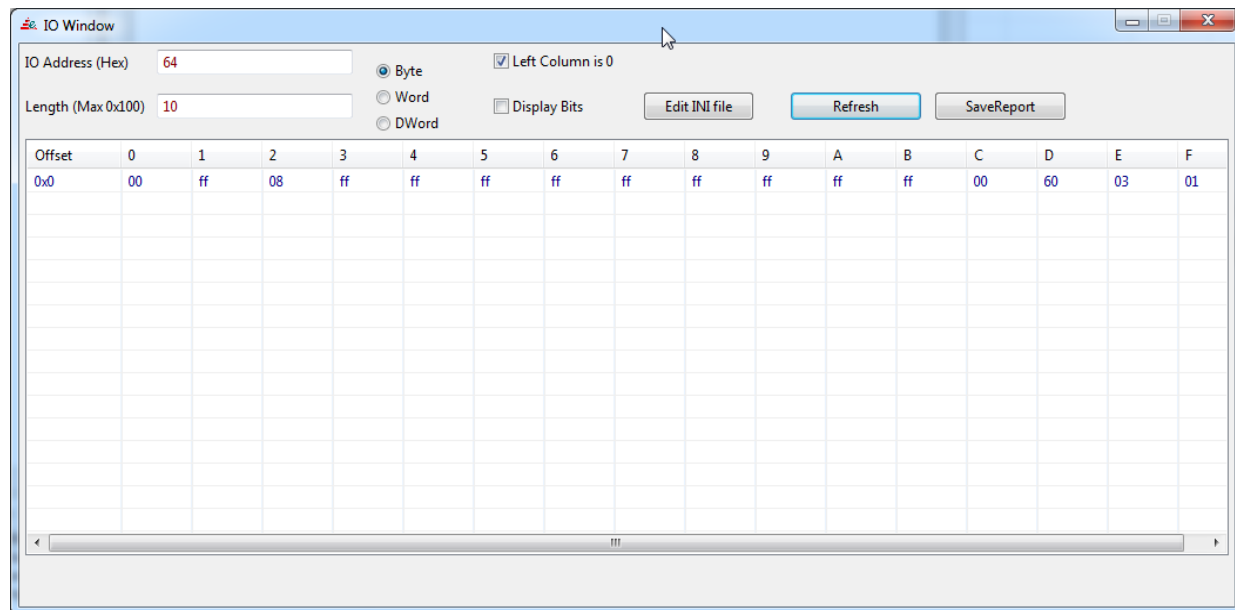 IO Window
IO Address (Hex) 64 Byte Left Column is 0
Length (Max 0x100) 10 Word Display Bits Edit INI file Refresh SaveReport
DWord
Offset 0 1 2 3 4 5 6 7 8 9 A B C D E F
0x0 00 ff 08 ff ff ff ff ff ff ff ff ff 00 60 03 01